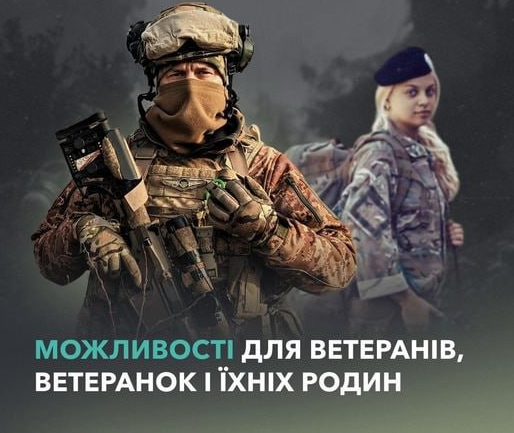 МОЖЛИВОСТІ ДЛЯ ВЕТЕРАНІВ,
ВЕТЕРАНОК І ЇХНІХ РОДИН